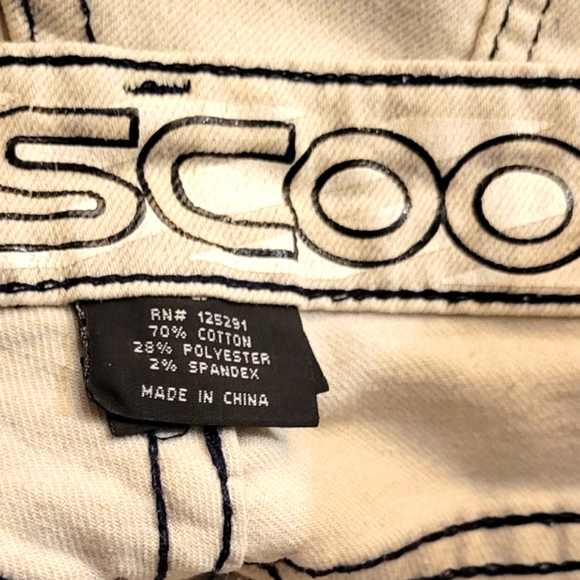 SCOO
RN# 125291
70% COTTON
28% POLYESTER
2% SPANDEX
MADE IN CHINA